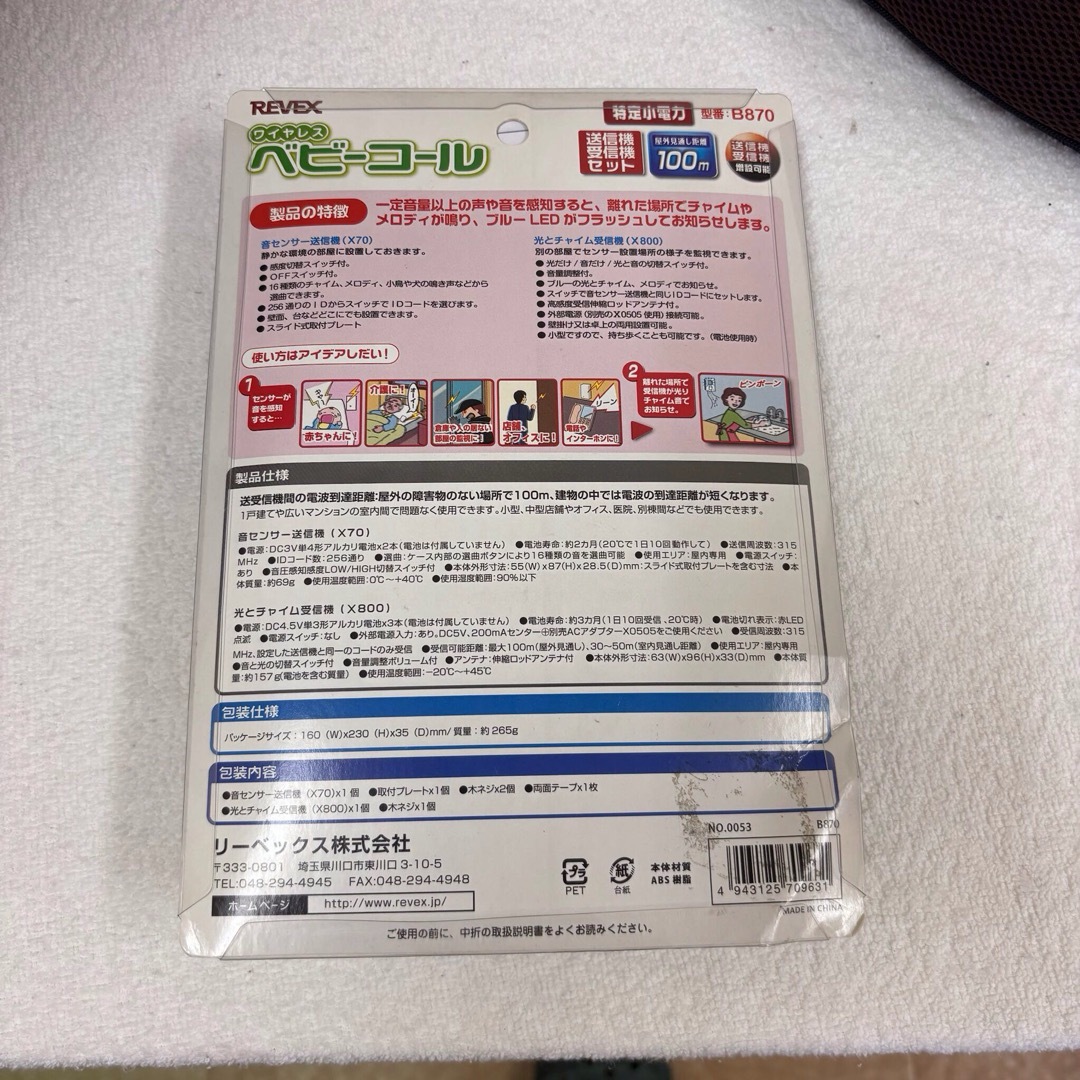 REVEX
特定小電力 型番：B870
ワイヤレス
ベビーコール
送信機
受信機
セット
屋外見通し距離
100m
送信機
受信機
増設可能
製品の特徴
一定音量以上の声や音を感知すると、離れた場所でチャイムや
メロディが鳴り、ブルー LED がフラッシュしてお知らせします。
音センサー送信機（X70）
静かな環境の部屋に設置しておきます。
●感度切替スイッチ付。
●OFFスイッチ付。
●16種類のチャイム、メロディ、小鳥や犬の鳴き声などから
選曲できます。
●256通りのIDからスイッチでIDコードを選びます。
●壁面、台などどこにでも設置できます。
●スライド式取付プレート
光とチャイム受信機（X800）
別の部屋でセンサー設置場所の様子を監視できます。
●光だけ/音だけ/光と音の切替スイッチ付。
●音量調整付。
●ブルーの光とチャイム、メロディでお知らせ。
●スイッチで音センサー送信機と同じIDコードにセットします。
●高感度受信伸縮ロッドアンテナ付。
●外部電源（別売のX0505使用）接続可能。
●壁掛け又は卓上の両用設置可能。
●小型ですので、持ち歩くことも可能です。（電池使用時）
使い方はアイデアしだい！
1
センサーが
音を感知
すると…
赤ちゃんに！
介護に！
オーイ！
倉庫や人の居ない
部屋の監視に！
店舗、
オフィスに！
リーン
電話や
インターホンに！
2
離れた場所で
受信機が光り
チャイム音で
お知らせ。
ピンポーン
製品仕様
送受信機間の電波到達距離：屋外の障害物のない場所で100m、建物の中では電波の到達距離が短くなります。
1戸建てや広いマンションの室内間で問題なく使用できます。小型、中型店舗やオフィス、医院、別棟間などでも使用できます。
音センサー送信機（X70）
●電源：DC3V単4形アルカリ電池x2本（電池は付属していません） ●電池寿命：約2カ月（20℃で1日10回動作して） ●送信周波数：315
MHz ●IDコード数：256通り ●選曲：ケース内部の選曲ボタンにより16種類の音を選曲可能 ●使用エリア：屋内専用 ●電源スイッチ：
あり ●音圧感知感度LOW/HIGH切替スイッチ付 ●本体外形寸法：55(W)x87(H)x28.5(D)mm：スライド式取付プレートを含む寸法 ●本
体質量：約69g ●使用温度範囲：0℃～+40℃ ●使用湿度範囲：90％以下
光とチャイム受信機（X800）
●電源：DC4.5V単3形アルカリ電池x3本（電池は付属していません） ●電池寿命：約3カ月（1日10回受信、20℃時） ●電池切れ表示：赤LED
点滅 ●電源スイッチ：なし ●外部電源入力：あり。DC5V、200mAセンター⊕別売ACアダプターX0505をご使用ください ●受信周波数：315
MHz、設定した送信機と同一のコードのみ受信 ●受信可能距離：最大100m（屋外見通し）、30～50m（室内見通し距離） ●使用エリア：屋内専用
●音と光の切替スイッチ付 ●音量調整ボリューム付 ●アンテナ：伸縮ロッドアンテナ付 ●本体外形寸法：63(W)x96(H)x33(D)mm ●本体質
量：約157g(電池を含む質量) ●使用温度範囲：−20℃～+45℃
包装仕様
パッケージサイズ：160 (W)x230 (H)x35 (D)mm/ 質量：約 265g
包装内容
●音センサー送信機（X70)x1個 ●取付プレートx1個 ●木ネジx2個 ●両面テープx1枚
●光とチャイム受信機（X800)x1個 ●木ネジx1個
リーベックス株式会社
〒333-0801 埼玉県川口市東川口 3-10-5
TEL:048-294-4945 FAX:048-294-4948
ホームページ http://www.revex.jp/
プラ
PET
紙
台紙
本体材質
ABS 樹脂
NO.0053 B870
4 943125 709631
MADE IN CHINA
ご使用の前に、中折の取扱説明書をよくお読みください。